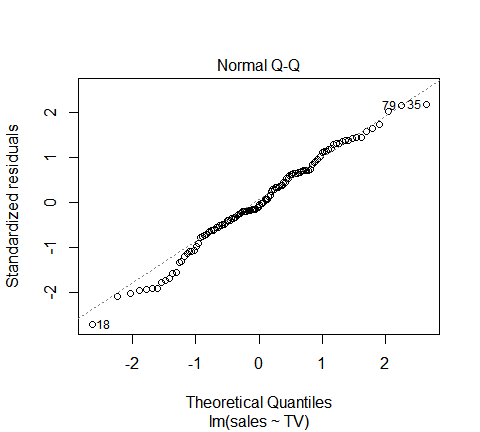 Normal Q-Q
Standardized residuals
2
1
0
-1
-2
79
35
18
-2 -1 0 1 2
Theoretical Quantiles
lm(sales ~ TV)